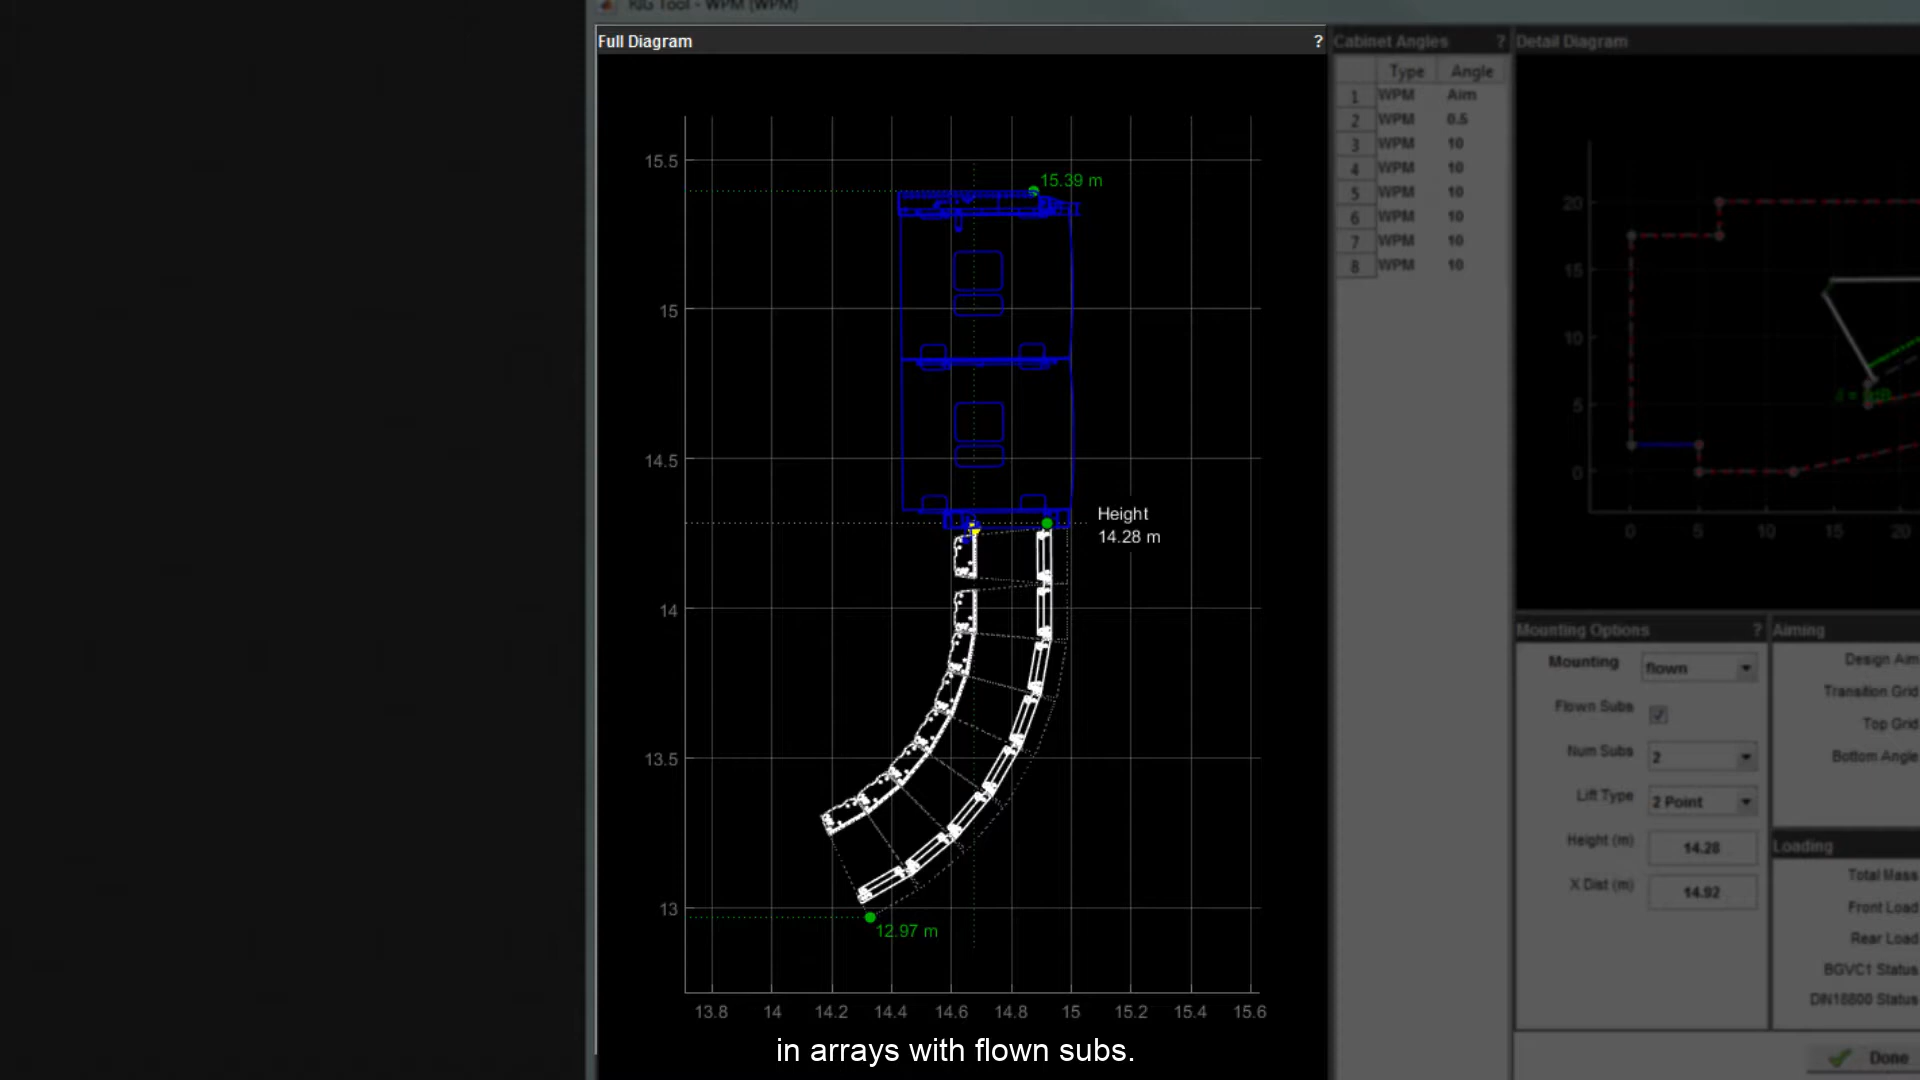 RIG Tool - WPM (WPM)
Full Diagram ?
15.5
15
14.5
14
13.5
13
15.39 m
Height
14.28 m
12.97 m
13.8 14 14.2 14.4 14.6 14.8 15 15.2 15.4 15.6
Cabinet Angles ?
Type Angle
1 WPM Aim
2 WPM 0.5
3 WPM 10
4 WPM 10
5 WPM 10
6 WPM 10
7 WPM 10
8 WPM 10
Detail Diagram
20
15
10
5
0
0 5 10 15 20
Mounting Options ?
Mounting flown
Flown Subs
Num Subs 2
Lift Type 2 Point
Height (m) 14.28
X Dist (m) 14.92
Aiming
Design Aim
Transition Grid
Top Grid
Bottom Angle
Loading
Total Mass
Front Load
Rear Load
BGVC1 Status
DIN18800 Status
Done
in arrays with flown subs.